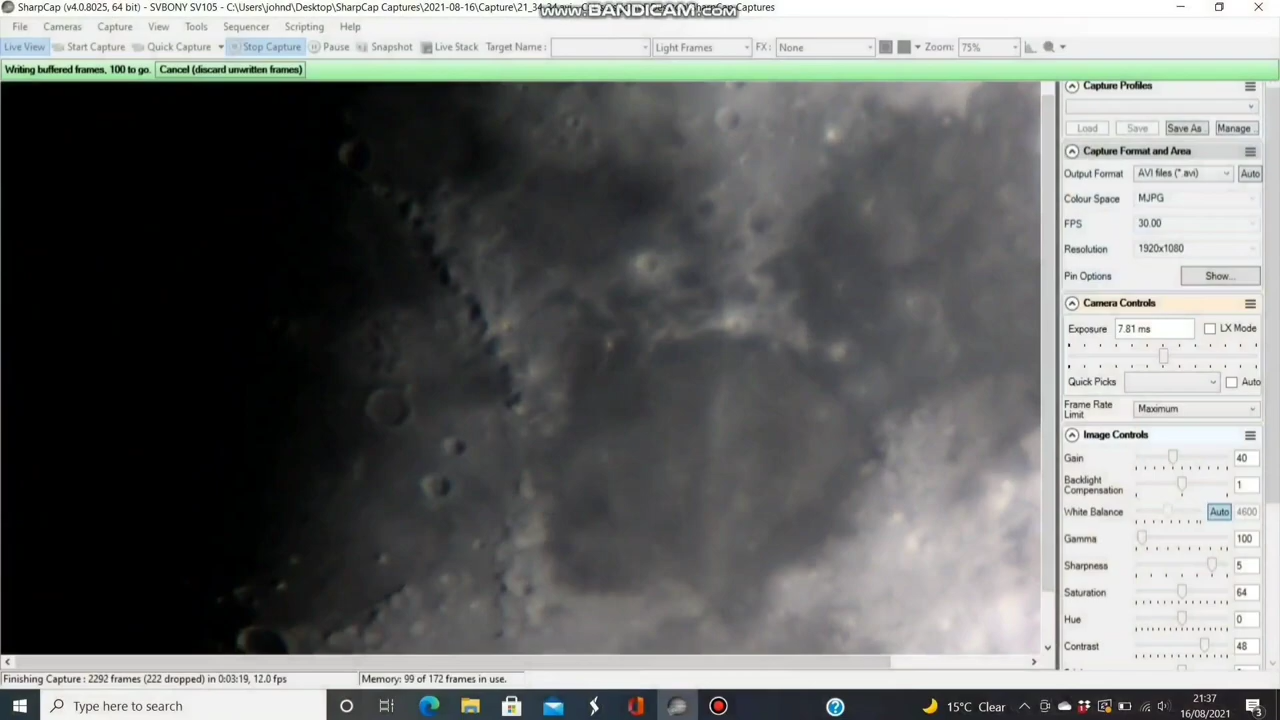 SharpCap (v4.0.8025, 64 bit) - SVBONY SV105 - C:\Users\johnd\Desktop\SharpCap Captures\2021-08-16\Capture\21_34 Captures
www.BANDICAM.com
File Cameras Capture View Tools Sequencer Scripting Help
Live View Start Capture Quick Capture Stop Capture Pause Snapshot Live Stack Target Name : Light Frames FX : None Zoom: 75%
Writing buffered frames, 100 to go. Cancel (discard unwritten frames)
Capture Profiles
Load Save Save As Manage
Capture Format and Area
Output Format AVI files (*.avi) Auto
Colour Space MJPG
FPS 30.00
Resolution 1920x1080
Pin Options Show...
Camera Controls
Exposure 7.81 ms LX Mode
Quick Picks Auto
Frame Rate Limit Maximum
Image Controls
Gain 40
Backlight Compensation 1
White Balance Auto 4600
Gamma 100
Sharpness 5
Saturation 64
Hue 0
Contrast 48
Finishing Capture : 2292 frames (222 dropped) in 0:03:19, 12.0 fps Memory: 99 of 172 frames in use.
Type here to search 15°C Clear 21:37
16/08/2021 3